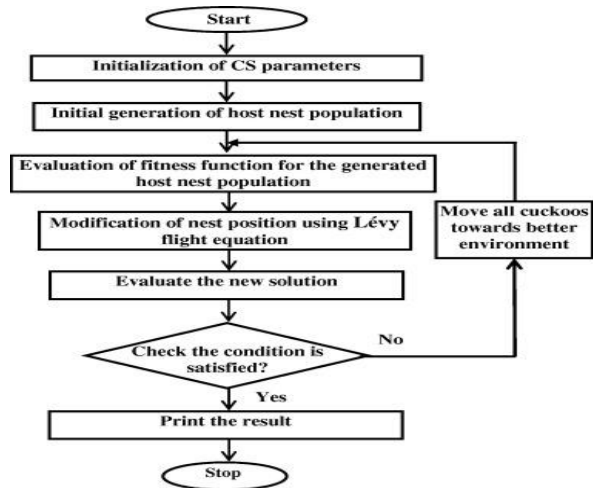 Start
Initialization of CS parameters
Initial generation of host nest population
Evaluation of fitness function for the generated
host nest population
Modification of nest position using Lévy
flight equation
Move all cuckoos
towards better
environment
Evaluate the new solution
Check the condition is
satisfied?
No
Yes
Print the result
Stop